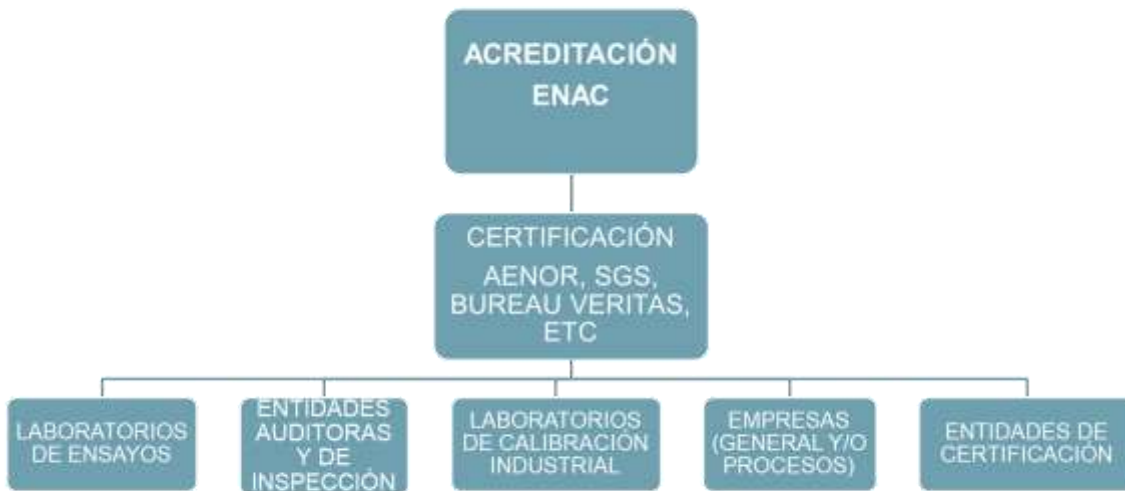 ACREDITACIÓN
ENAC
CERTIFICACIÓN
AENOR, SGS,
BUREAU VERITAS,
ETC
LABORATORIOS
DE ENSAYOS
ENTIDADES
AUDITORAS
Y DE
INSPECCIÓN
LABORATORIOS
DE CALIBRACIÓN
INDUSTRIAL
EMPRESAS
(GENERAL Y/O
PROCESOS)
ENTIDADES DE
CERTIFICACIÓN